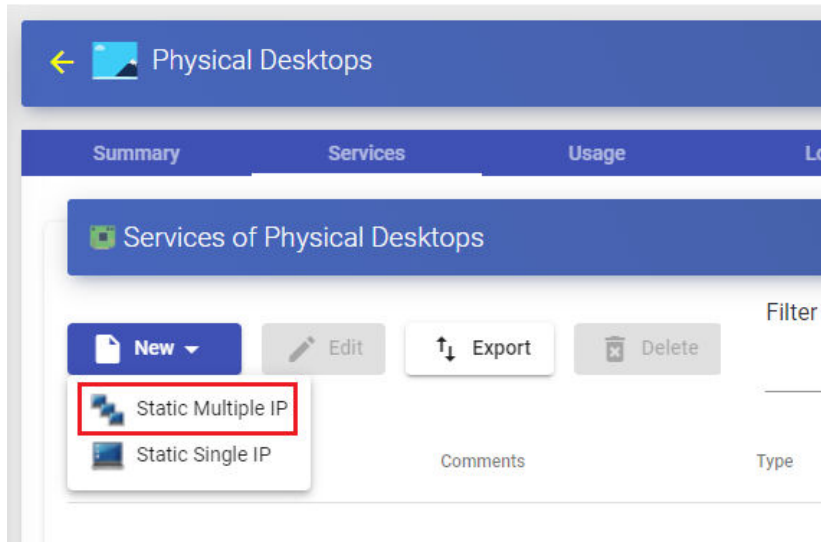 Physical Desktops
Summary Services Usage Lo
Services of Physical Desktops
Filter
New Edit Export Delete
Static Multiple IP
Static Single IP
Comments Type